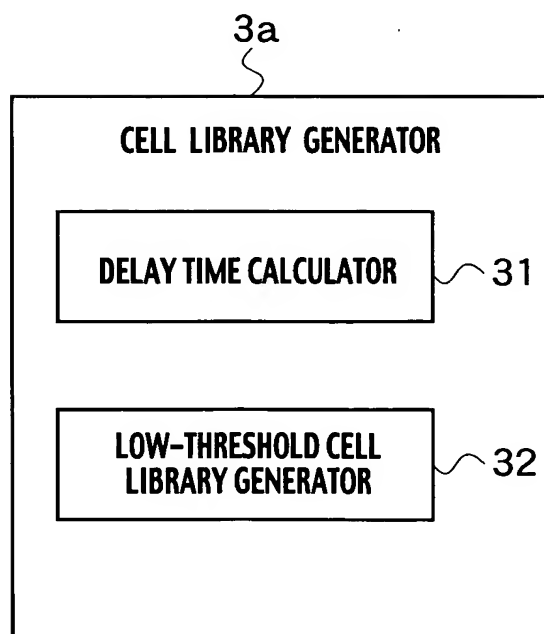 3a
CELL LIBRARY GENERATOR
DELAY TIME CALCULATOR
31
LOW-THRESHOLD CELL
LIBRARY GENERATOR
32